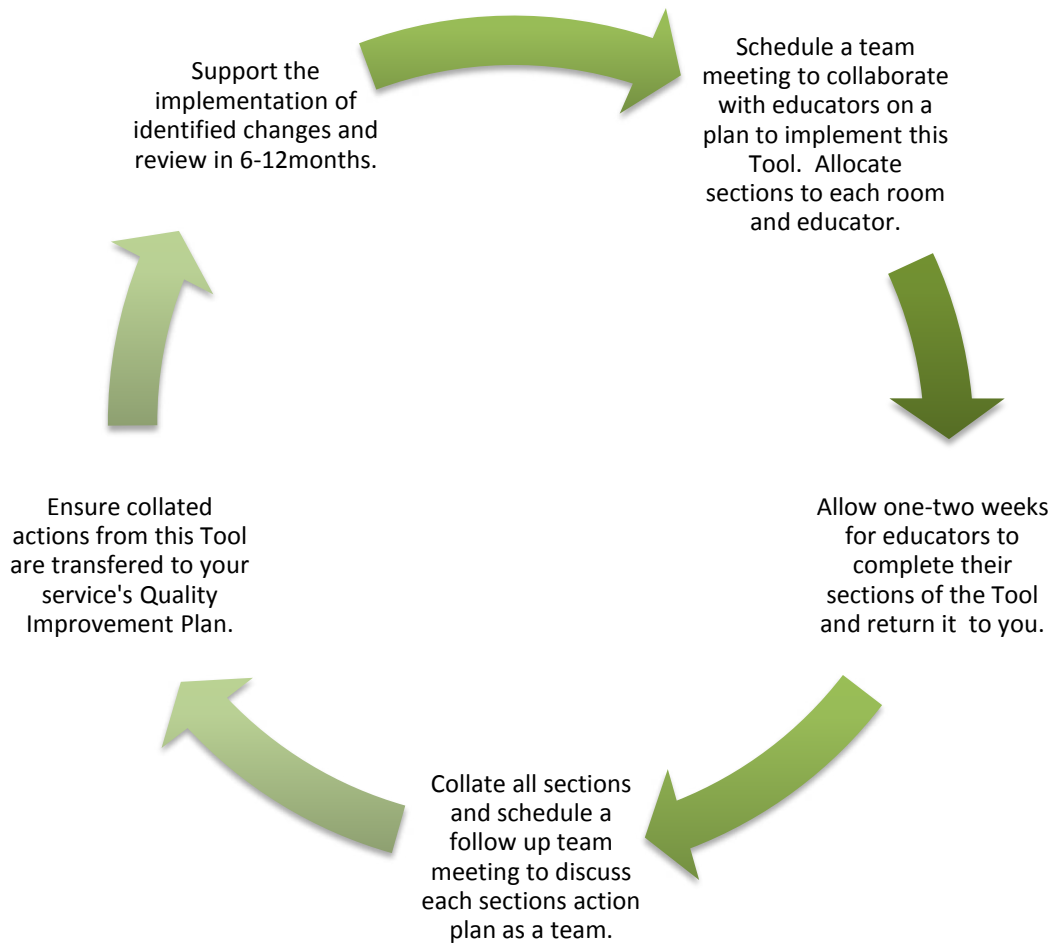 Support the
implementation of
identified changes and
review in 6-12months.
Schedule a team
meeting to collaborate
with educators on a
plan to implement this
Tool.  Allocate
sections to each room
and educator.
Allow one-two weeks
for educators to
complete their
sections of the Tool
and return it  to you.
Collate all sections
and schedule a
follow up team
meeting to discuss
each sections action
plan as a team.
Ensure collated
actions from this Tool
are transfered to your
service's Quality
Improvement Plan.